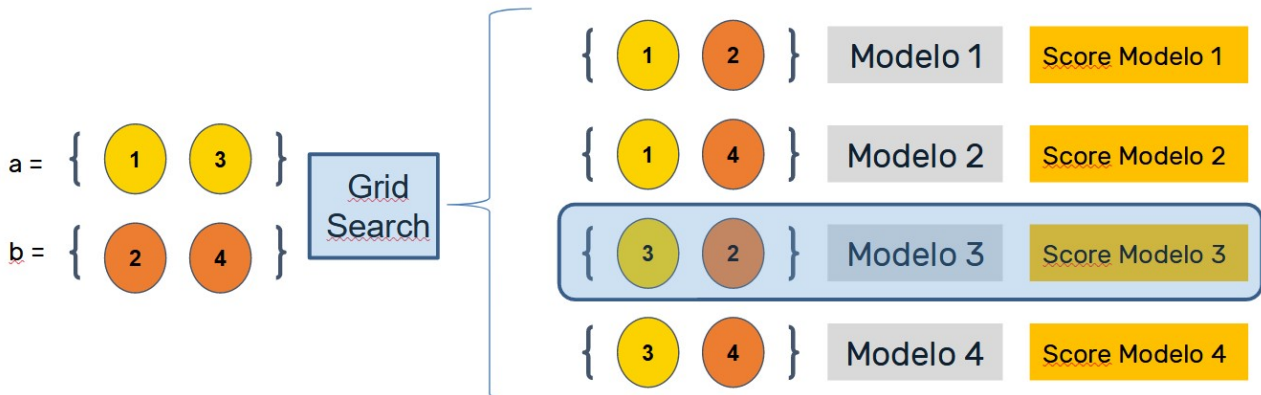 { 1 2 } Modelo 1 Score Modelo 1
{ 1 4 } Modelo 2 Score Modelo 2
a = { 1 3 }
Grid
Search
b = { 2 4 }
{ 3 2 } Modelo 3 Score Modelo 3
{ 3 4 } Modelo 4 Score Modelo 4